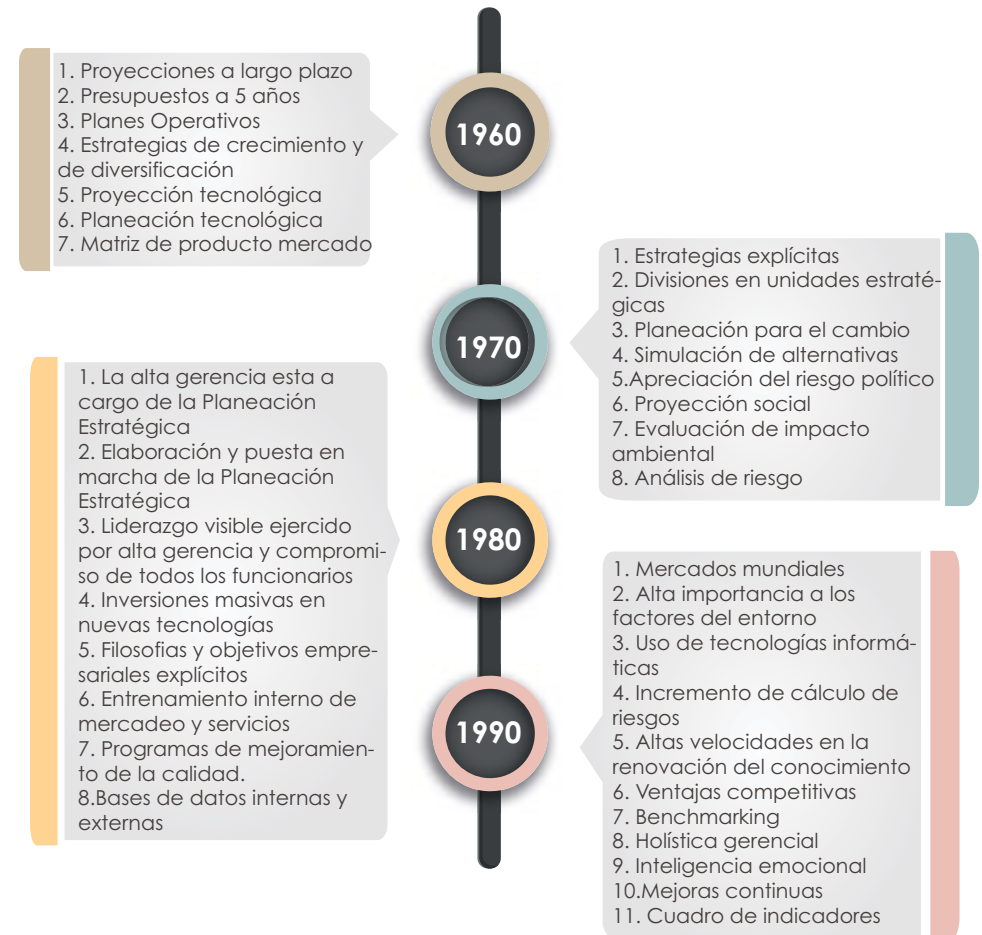 1960
1. Proyecciones a largo plazo
2. Presupuestos a 5 años
3. Planes Operativos
4. Estrategias de crecimiento y
de diversificación
5. Proyección tecnológica
6. Planeación tecnológica
7. Matriz de producto mercado
1970
1. Estrategias explícitas
2. Divisiones en unidades estraté-
gicas
3. Planeación para el cambio
4. Simulación de alternativas
5.Apreciación del riesgo político
6. Proyección social
7. Evaluación de impacto
ambiental
8. Análisis de riesgo
1980
1. La alta gerencia esta a
cargo de la Planeación
Estratégica
2. Elaboración y puesta en
marcha de la Planeación
Estratégica
3. Liderazgo visible ejercido
por alta gerencia y compromi-
so de todos los funcionarios
4. Inversiones masivas en
nuevas tecnologías
5. Filosofias y objetivos empre-
sariales explícitos
6. Entrenamiento interno de
mercadeo y servicios
7. Programas de mejoramien-
to de la calidad.
8.Bases de datos internas y
externas
1990
1. Mercados mundiales
2. Alta importancia a los
factores del entorno
3. Uso de tecnologías informá-
ticas
4. Incremento de cálculo de
riesgos
5. Altas velocidades en la
renovación del conocimiento
6. Ventajas competitivas
7. Benchmarking
8. Holística gerencial
9. Inteligencia emocional
10.Mejoras continuas
11. Cuadro de indicadores